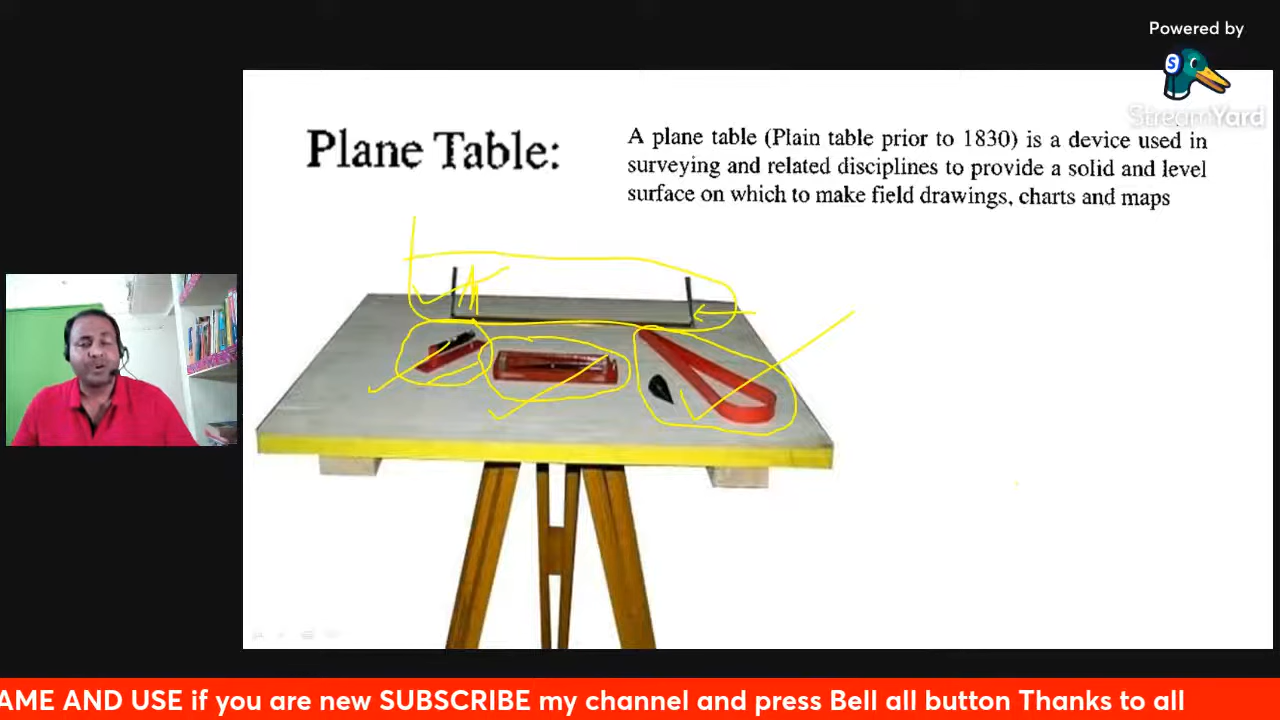 Powered by
S
StreamYard
Plane Table:
A plane table (Plain table prior to 1830) is a device used in
surveying and related disciplines to provide a solid and level
surface on which to make field drawings, charts and maps
AME AND USE if you are new SUBSCRIBE my channel and press Bell all button Thanks to all